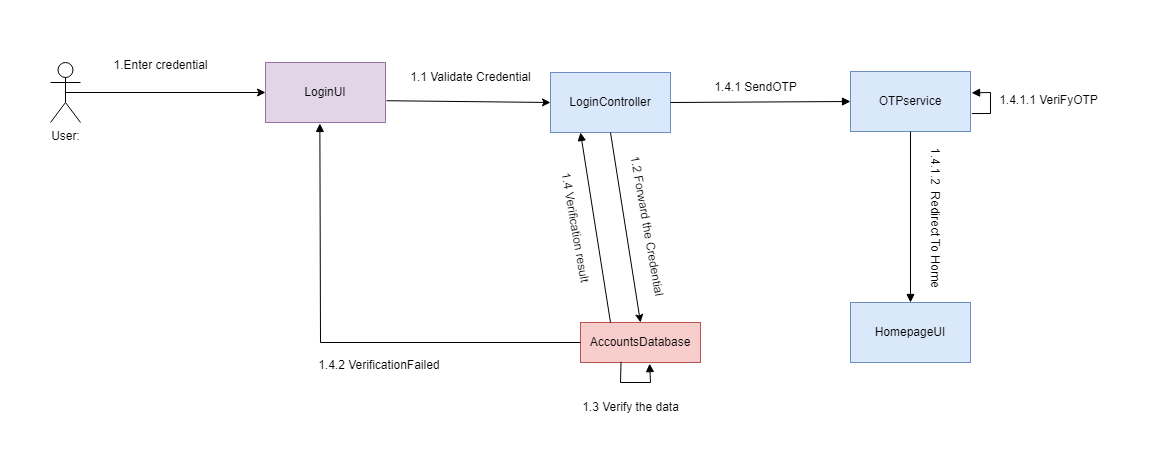 1.Enter credential
User:
LoginUI
1.1 Validate Credential
LoginController
1.4.1 SendOTP
OTPservice
1.4.1.1 VeriFyOTP
1.4 Verification result
1.2 Forward the Credential
1.4.1.2 Redirect To Home
HomepageUI
AccountsDatabase
1.4.2 VerificationFailed
1.3 Verify the data